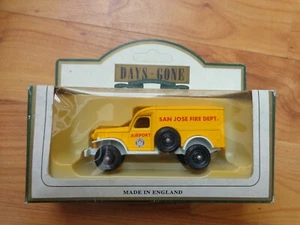 DAYS-GONE
SAN JOSE FIRE DEPT.
AIRPORT
MADE IN ENGLAND